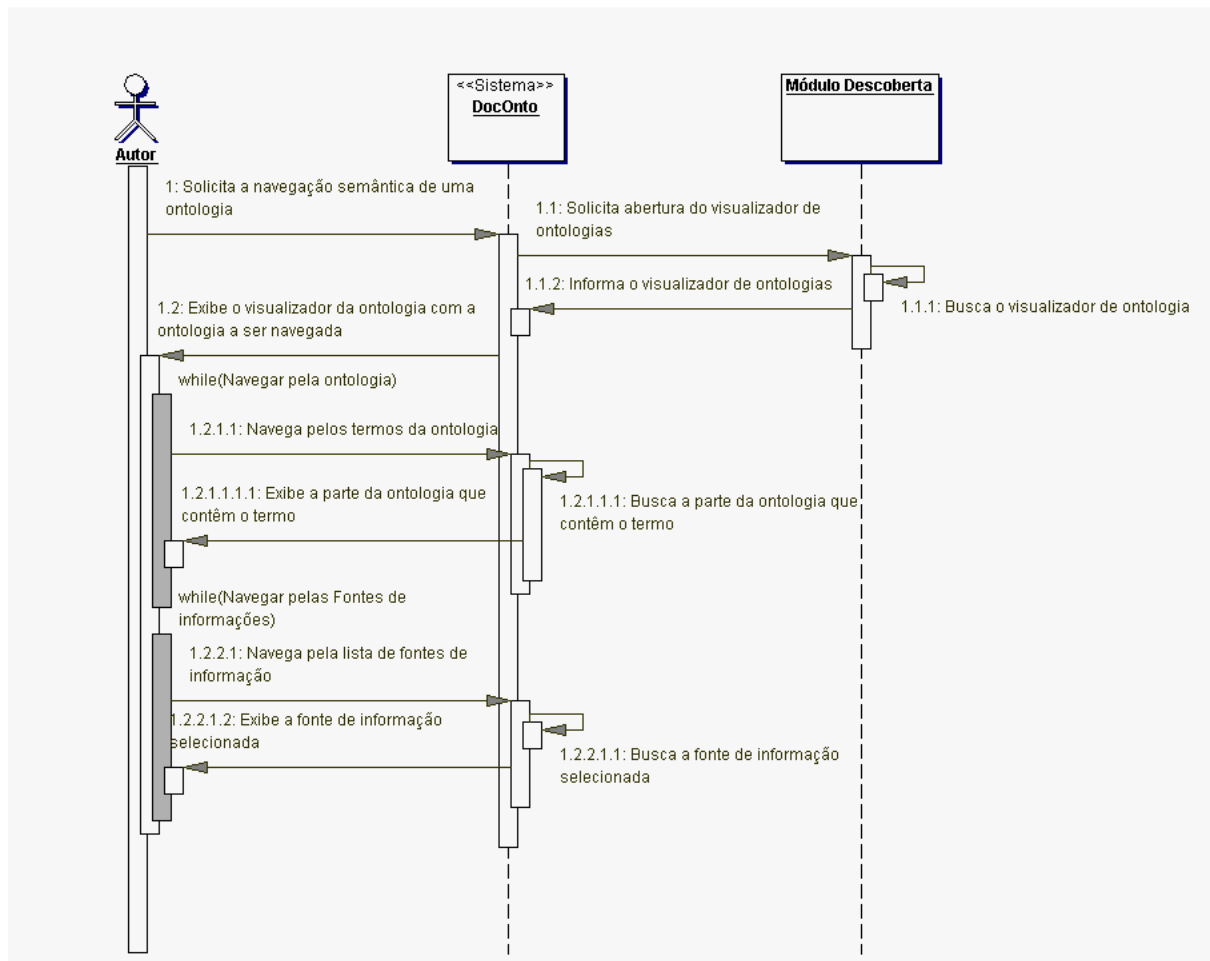 <<Sistema>>
DocOnto
Módulo Descoberta
Autor
1: Solicita a navegação semântica de uma
ontologia
1.1: Solicita abertura do visualizador de
ontologias
1.1.2: Informa o visualizador de ontologias
1.1.1: Busca o visualizador de ontologia
1.2: Exibe o visualizador da ontologia com a
ontologia a ser navegada
while(Navegar pela ontologia)
1.2.1.1: Navega pelos termos da ontologia
1.2.1.1.1.1: Exibe a parte da ontologia que
contêm o termo
1.2.1.1.1: Busca a parte da ontologia que
contêm o termo
while(Navegar pelas Fontes de
informações)
1.2.2.1: Navega pela lista de fontes de
informação
1.2.2.1.2: Exibe a fonte de informação
selecionada
1.2.2.1.1: Busca a fonte de informação
selecionada